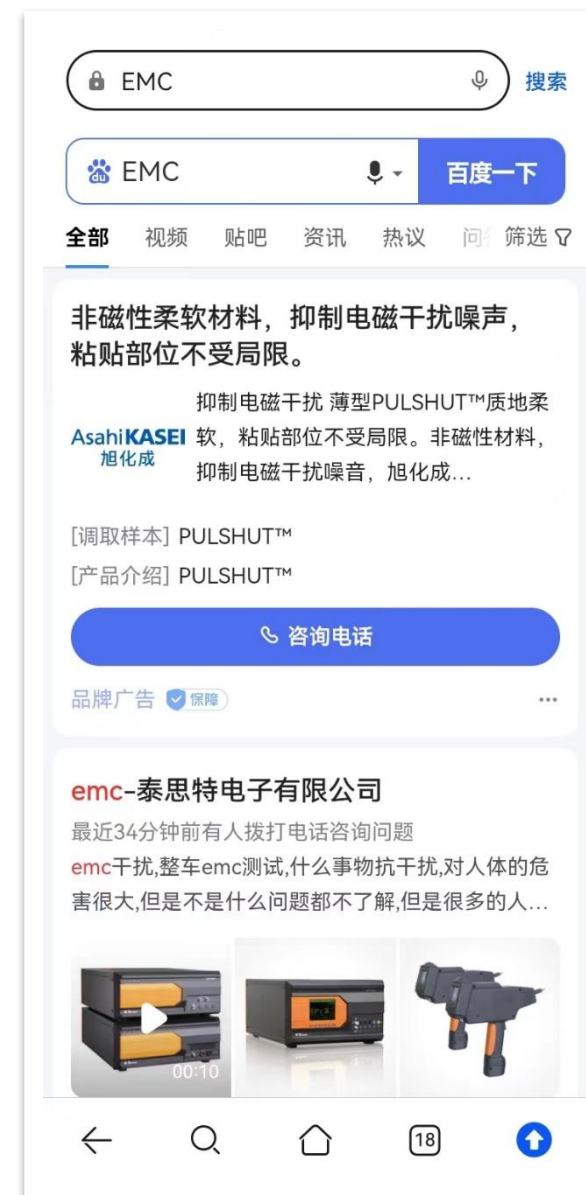 EMC 搜索
du EMC 百度一下
全部 视频 贴吧 资讯 热议 问 筛选
非磁性柔软材料，抑制电磁干扰噪声，
粘贴部位不受局限。
AsahiKASEI
旭化成
抑制电磁干扰 薄型PULSHUT™质地柔
软，粘贴部位不受局限。非磁性材料，
抑制电磁干扰噪音，旭化成...
[调取样本] PULSHUT™
[产品介绍] PULSHUT™
咨询电话
品牌广告 保障
emc-泰思特电子有限公司
最近34分钟前有人拨打电话咨询问题
emc干扰,整车emc测试,什么事物抗干扰,对人体的危
害很大,但是不是什么问题都不了解,但是很多的人...
00:10
18